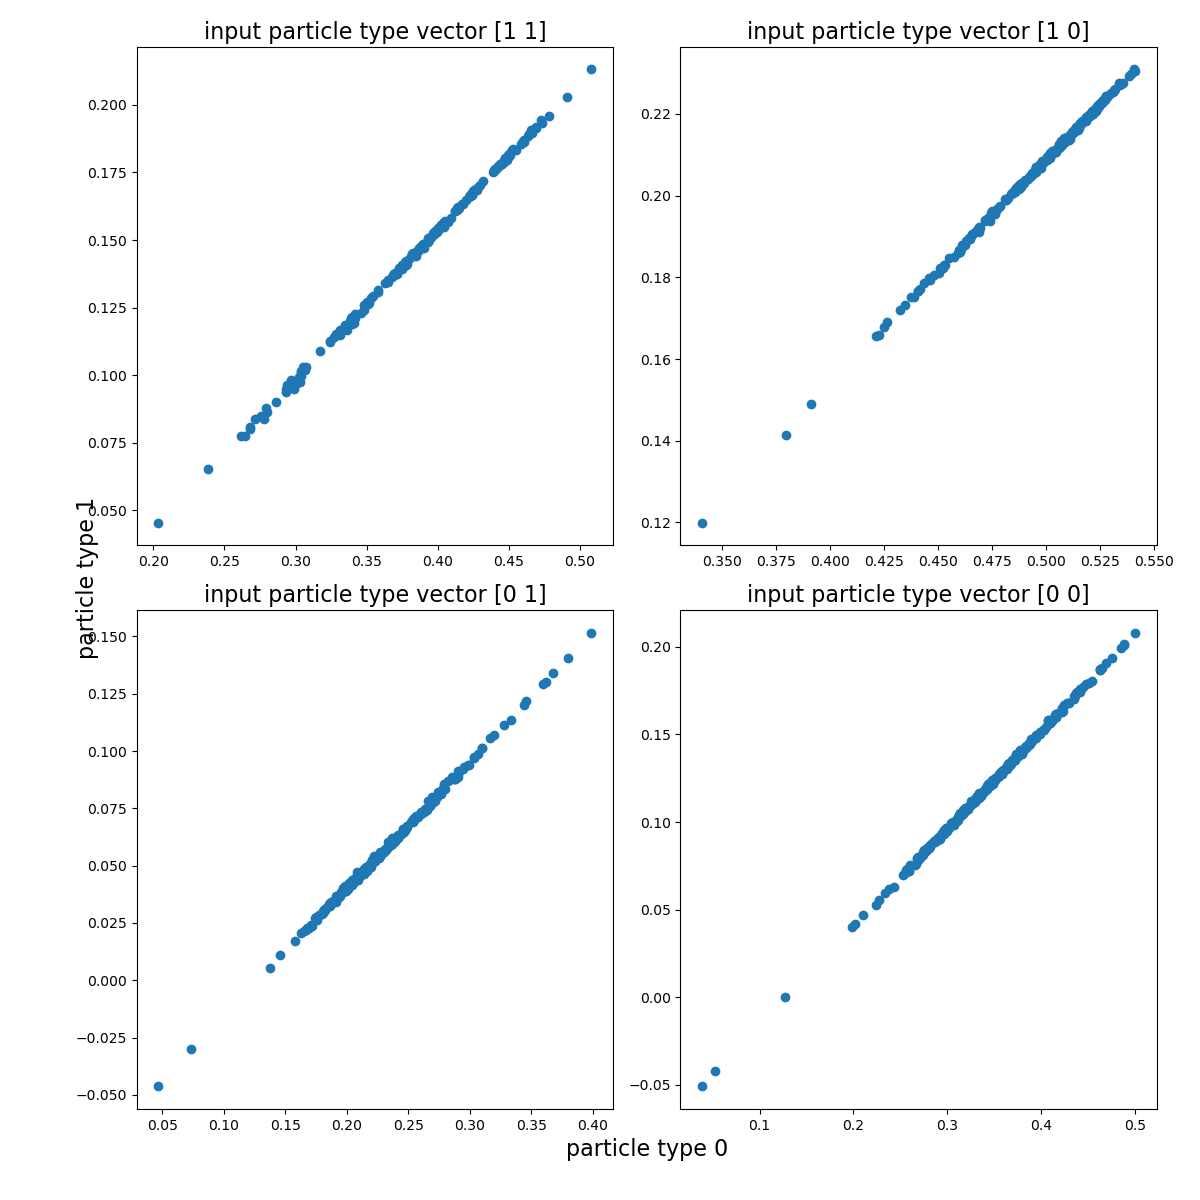 input particle type vector [1 1]
0.200
0.175
0.150
0.125
0.100
0.075
0.050
0.20 0.25 0.30 0.35 0.40 0.45 0.50
input particle type vector [1 0]
0.22
0.20
0.18
0.16
0.14
0.12
0.350 0.375 0.400 0.425 0.450 0.475 0.500 0.525 0.550
particle type 1
input particle type vector [0 1]
0.150
0.125
0.100
0.075
0.050
0.025
0.000
−0.025
−0.050
0.05 0.10 0.15 0.20 0.25 0.30 0.35 0.40
input particle type vector [0 0]
0.20
0.15
0.10
0.05
0.00
−0.05
0.1 0.2 0.3 0.4 0.5
particle type 0